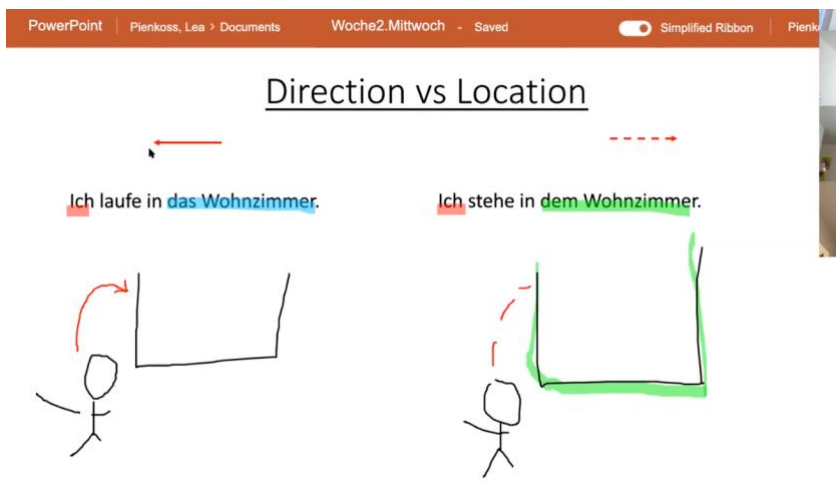 PowerPoint Pienkoss, Lea > Documents Woche2.Mittwoch - Saved Simplified Ribbon
Direction vs Location
Ich laufe in das Wohnzimmer. Ich stehe in dem Wohnzimmer.